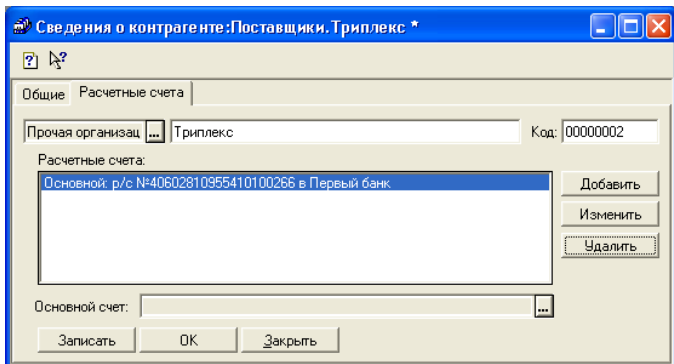 Сведения о контрагенте:Поставщики.Триплекс *
Общие Расчетные счета
Прочая организац ... Триплекс Код: 00000002
Расчетные счета:
Основной: р/с №40602810955410100266 в Первый банк
Добавить
Изменить
Удалить
Основной счет: ...
Записать OK Закрыть